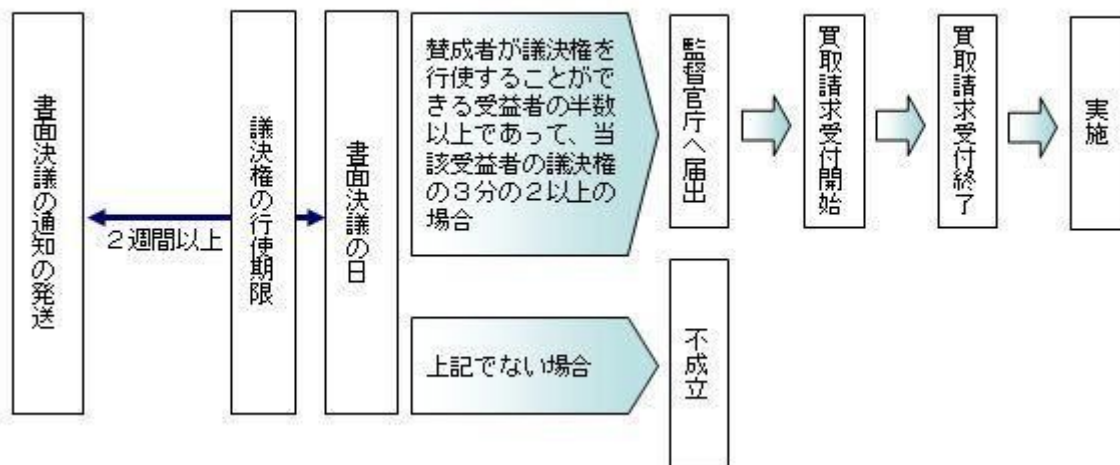 書面決議の通知の発送
２週間以上
議決権の行使期限
書面決議の日
賛成者が議決権を
行使することがで
きる受益者の半数
以上であって、当
該受益者の議決権
の３分の２以上の
場合
監督官庁へ届出
買取請求受付開始
買取請求受付終了
実施
上記でない場合
不成立